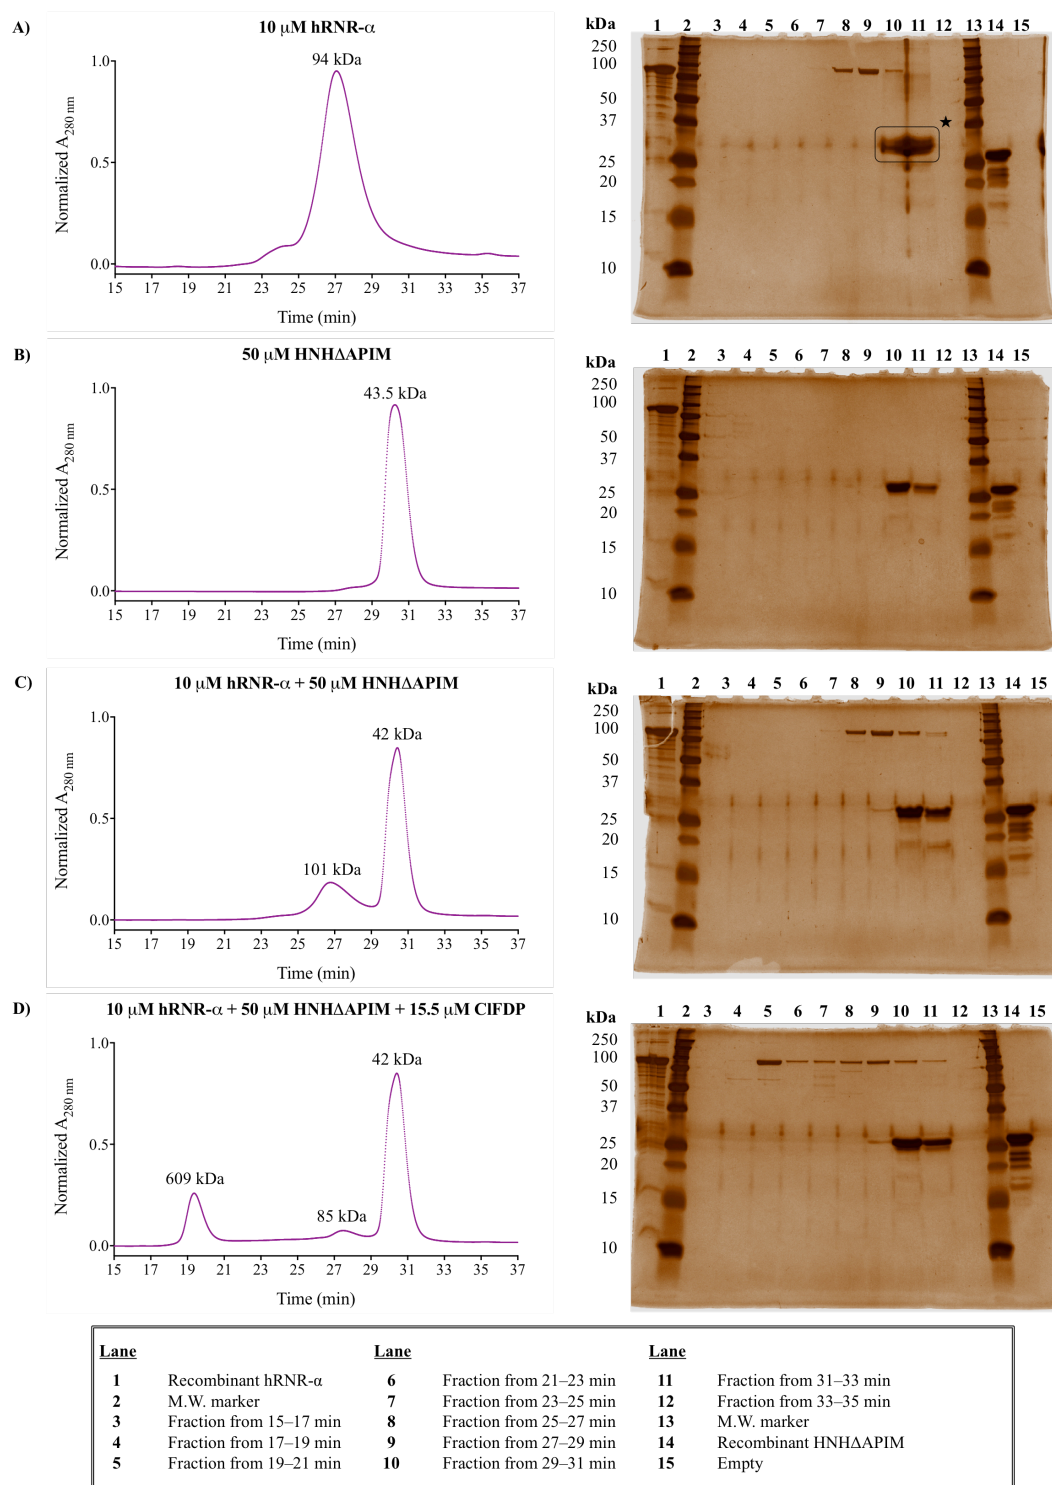 A)
10 μM hRNR-α
94 kDa
1.0
0.5
0.0
Normalized A280 nm
15 17 19 21 23 25 27 29 31 33 35 37
Time (min)
kDa 1 2 3 4 5 6 7 8 9 10 11 12 13 14 15
250
100
50
37
25
20
15
10
★
B)
50 μM HNHΔAPIM
43.5 kDa
1.0
0.5
0.0
Normalized A280 nm
15 17 19 21 23 25 27 29 31 33 35 37
Time (min)
kDa 1 2 3 4 5 6 7 8 9 10 11 12 13 14 15
250
100
50
37
25
20
15
10
C)
10 μM hRNR-α + 50 μM HNHΔAPIM
42 kDa
101 kDa
1.0
0.5
0.0
Normalized A280 nm
15 17 19 21 23 25 27 29 31 33 35 37
Time (min)
kDa 1 2 3 4 5 6 7 8 9 10 11 12 13 14 15
250
100
50
37
25
20
15
10
D)
10 μM hRNR-α + 50 μM HNHΔAPIM + 15.5 μM ClFDP
42 kDa
609 kDa
85 kDa
1.0
0.5
0.0
Normalized A280 nm
15 17 19 21 23 25 27 29 31 33 35 37
Time (min)
kDa 1 2 3 4 5 6 7 8 9 10 11 12 13 14 15
250
100
50
37
25
20
15
10
Lane
1 Recombinant hRNR-α
2 M.W. marker
3 Fraction from 15–17 min
4 Fraction from 17–19 min
5 Fraction from 19–21 min
Lane
6 Fraction from 21–23 min
7 Fraction from 23–25 min
8 Fraction from 25–27 min
9 Fraction from 27–29 min
10 Fraction from 29–31 min
Lane
11 Fraction from 31–33 min
12 Fraction from 33–35 min
13 M.W. marker
14 Recombinant HNHΔAPIM
15 Empty